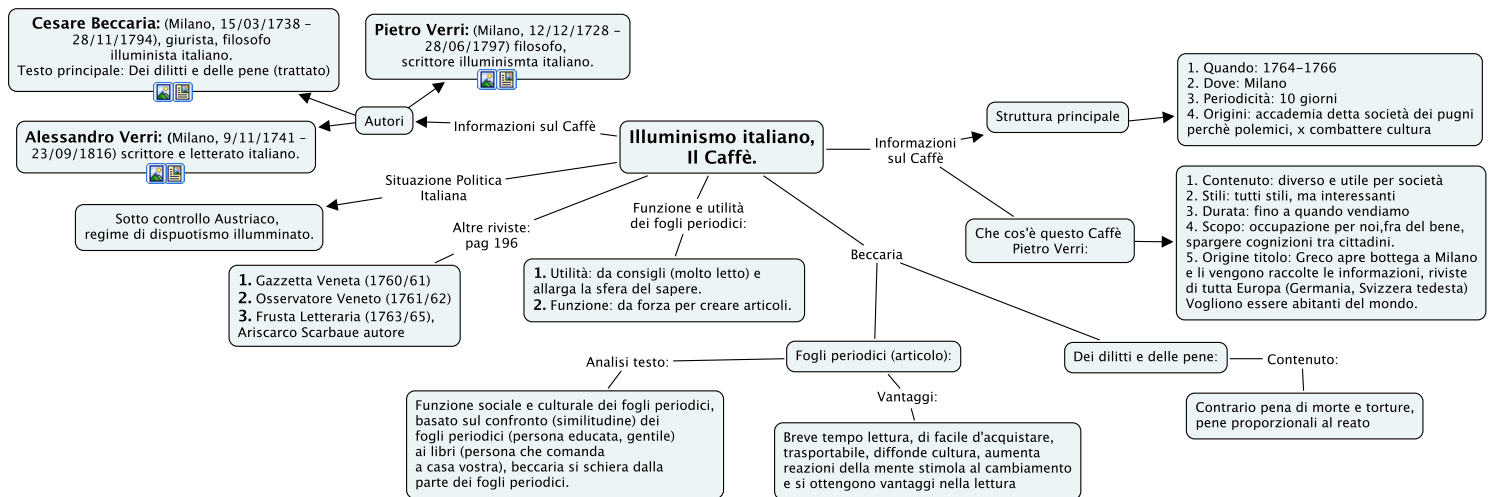 Cesare Beccaria: (Milano, 15/03/1738 –
28/11/1794), giurista, filosofo
illuminista italiano.
Testo principale: Dei dilitti e delle pene (trattato)
Pietro Verri: (Milano, 12/12/1728 –
28/06/1797) filosofo,
scrittore illuminismta italiano.
Autori
Alessandro Verri: (Milano, 9/11/1741 –
23/09/1816) scrittore e letterato italiano.
Informazioni sul Caffè
Illuminismo italiano,
Il Caffè.
Informazioni
sul Caffè
Struttura principale
1. Quando: 1764-1766
2. Dove: Milano
3. Periodicità: 10 giorni
4. Origini: accademia detta società dei pugni
perchè polemici, x combattere cultura
Che cos'è questo Caffè
Pietro Verri:
1. Contenuto: diverso e utile per società
2. Stili: tutti stili, ma interessanti
3. Durata: fino a quando vendiamo
4. Scopo: occupazione per noi,fra del bene,
spargere cognizioni tra cittadini.
5. Origine titolo: Greco apre bottega a Milano
e li vengono raccolte le informazioni, riviste
di tutta Europa (Germania, Svizzera tedesta)
Vogliono essere abitanti del mondo.
Situazione Politica
Italiana
Sotto controllo Austriaco,
regime di dispuotismo illumminato.
Altre riviste:
pag 196
1. Gazzetta Veneta (1760/61)
2. Osservatore Veneto (1761/62)
3. Frusta Letteraria (1763/65),
Ariscarco Scarbaue autore
Funzione e utilità
dei fogli periodici:
1. Utilità: da consigli (molto letto) e
allarga la sfera del sapere.
2. Funzione: da forza per creare articoli.
Beccaria
Fogli periodici (articolo):
Analisi testo:
Funzione sociale e culturale dei fogli periodici,
basato sul confronto (similitudine) dei
fogli periodici (persona educata, gentile)
ai libri (persona che comanda
a casa vostra), beccaria si schiera dalla
parte dei fogli periodici.
Vantaggi:
Breve tempo lettura, di facile d'acquistare,
trasportabile, diffonde cultura, aumenta
reazioni della mente stimola al cambiamento
e si ottengono vantaggi nella lettura
Dei dilitti e delle pene:
Contenuto:
Contrario pena di morte e torture,
pene proporzionali al reato